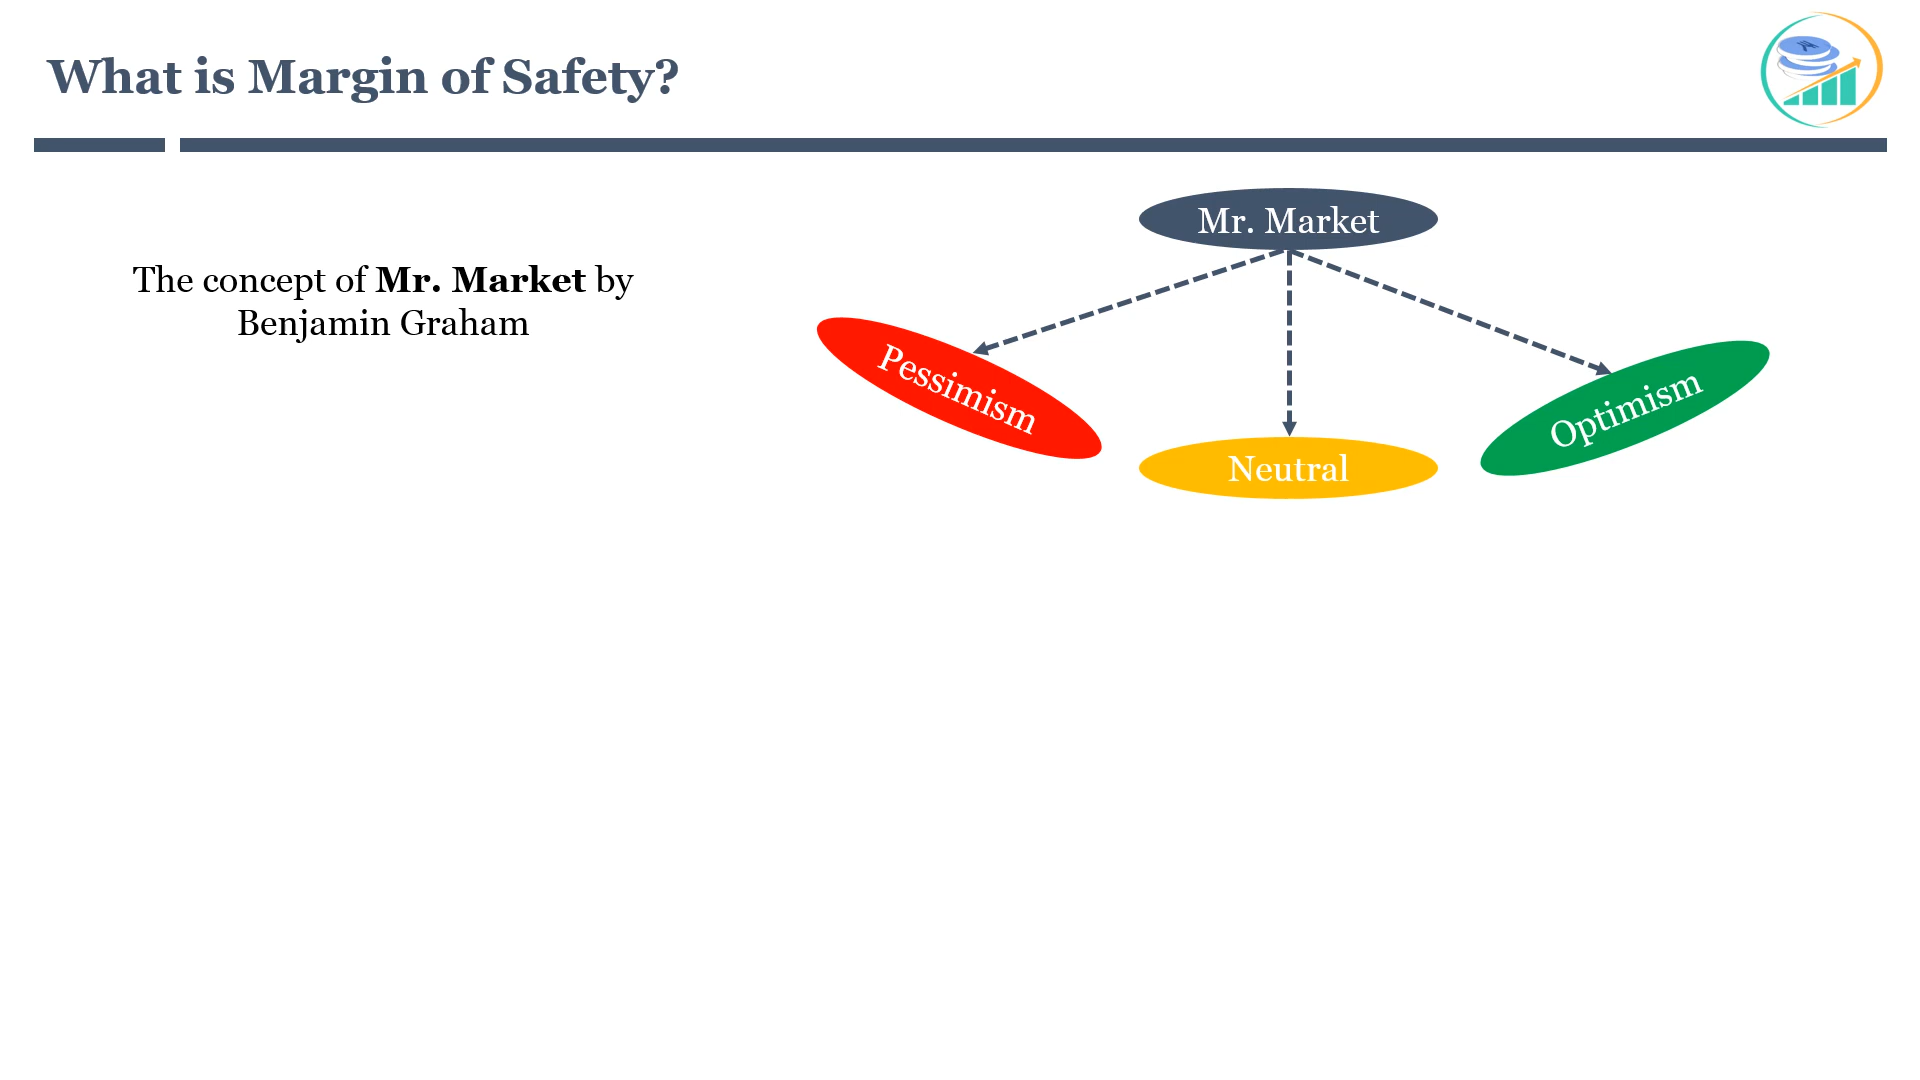 What is Margin of Safety?
The concept of Mr. Market by
Benjamin Graham
Mr. Market
Pessimism
Neutral
Optimism